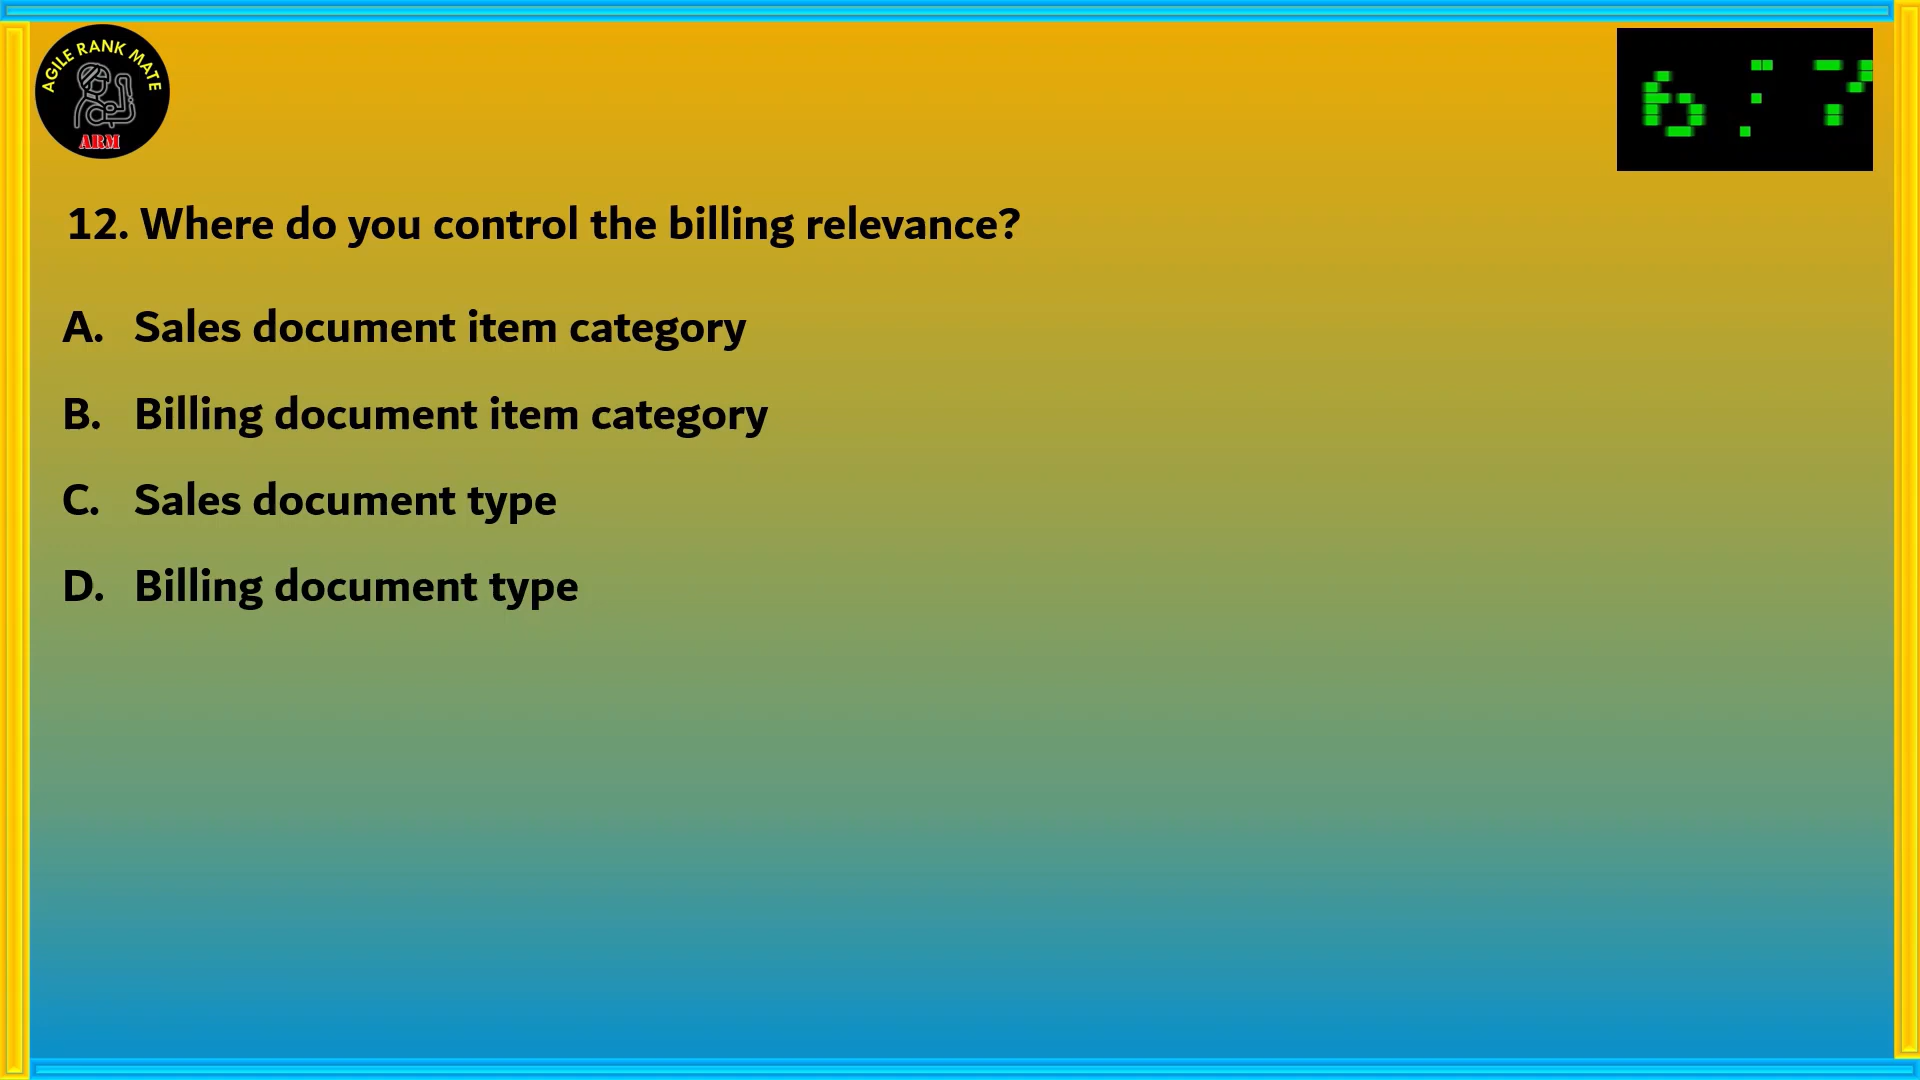 AGILE RANK MATE
ARM
12. Where do you control the billing relevance?
A. Sales document item category
B. Billing document item category
C. Sales document type
D. Billing document type